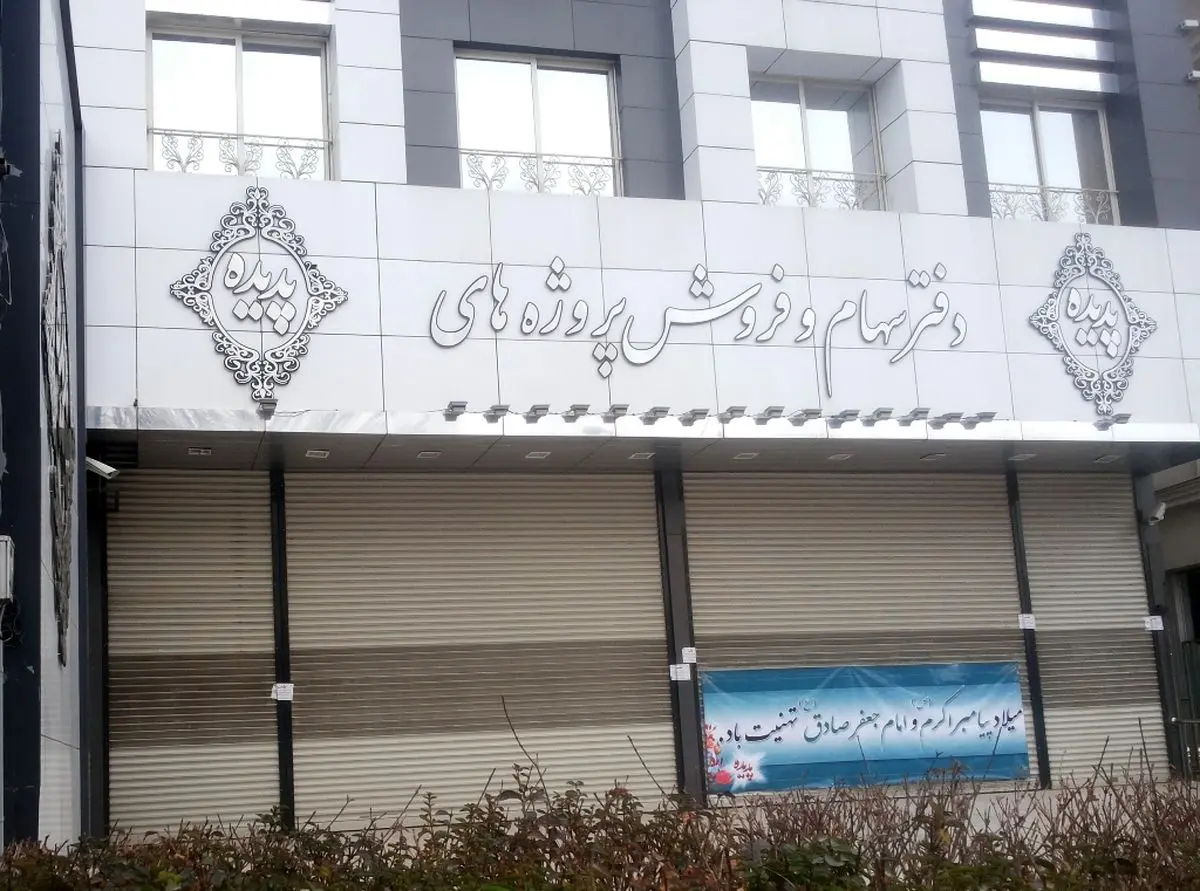 پدیده
دفتر سهام و فروش پروژه های
پدیده
میلاد پیامبر اکرم (ص) و امام جعفر صادق (ع) تهنیت باد.
پدیده